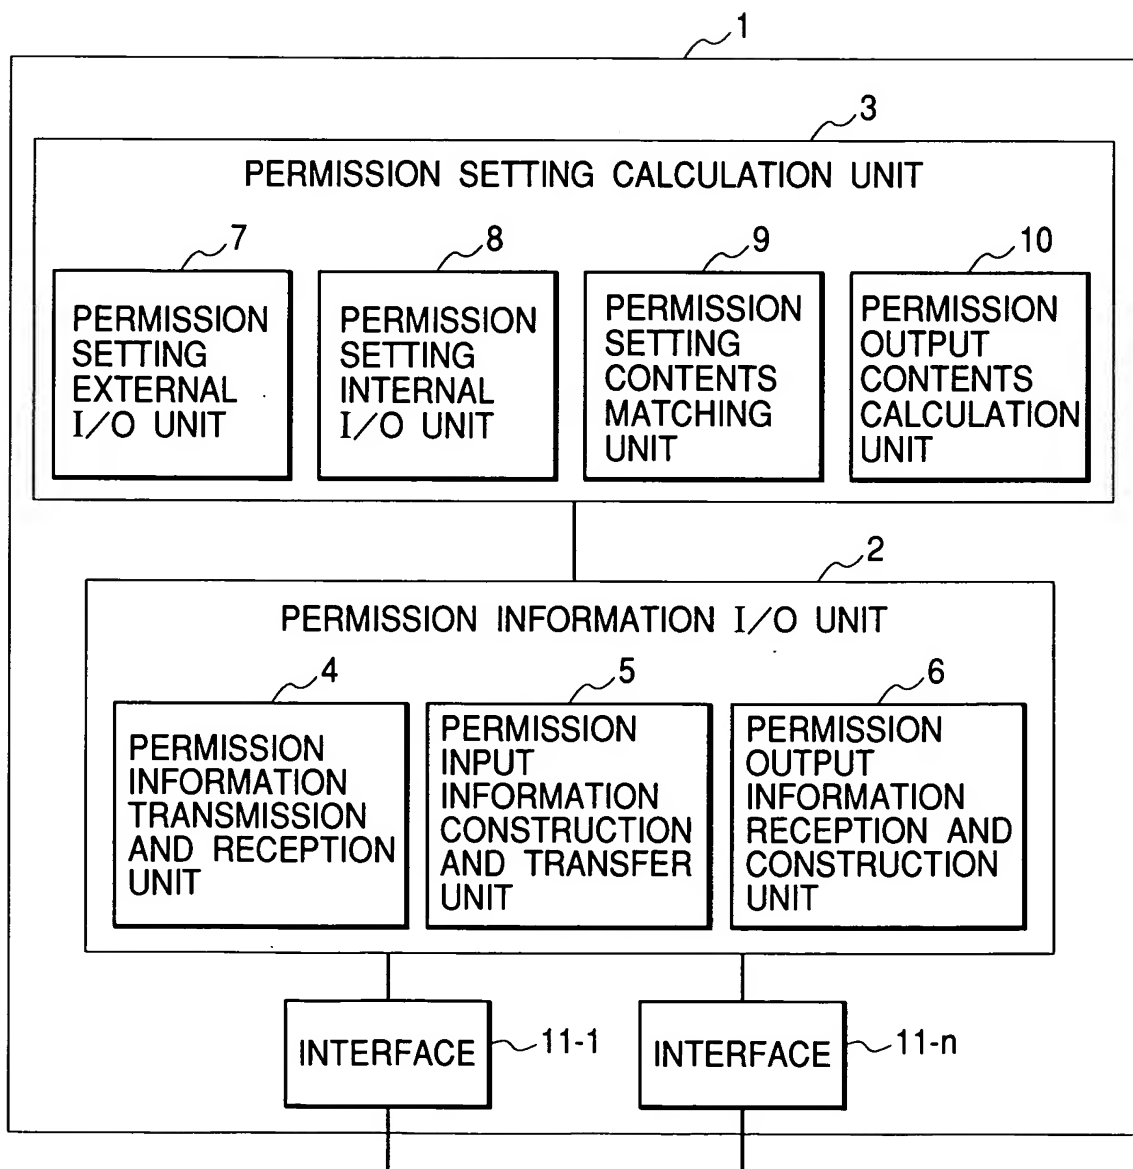 1
3
PERMISSION SETTING CALCULATION UNIT
7
8
9
10
PERMISSION
SETTING
EXTERNAL
I/O UNIT
PERMISSION
SETTING
INTERNAL
I/O UNIT
PERMISSION
SETTING
CONTENTS
MATCHING
UNIT
PERMISSION
OUTPUT
CONTENTS
CALCULATION
UNIT
2
PERMISSION INFORMATION I/O UNIT
4
5
6
PERMISSION
INFORMATION
TRANSMISSION
AND RECEPTION
UNIT
PERMISSION
INPUT
INFORMATION
CONSTRUCTION
AND TRANSFER
UNIT
PERMISSION
OUTPUT
INFORMATION
RECEPTION AND
CONSTRUCTION
UNIT
INTERFACE
11-1
INTERFACE
11-n